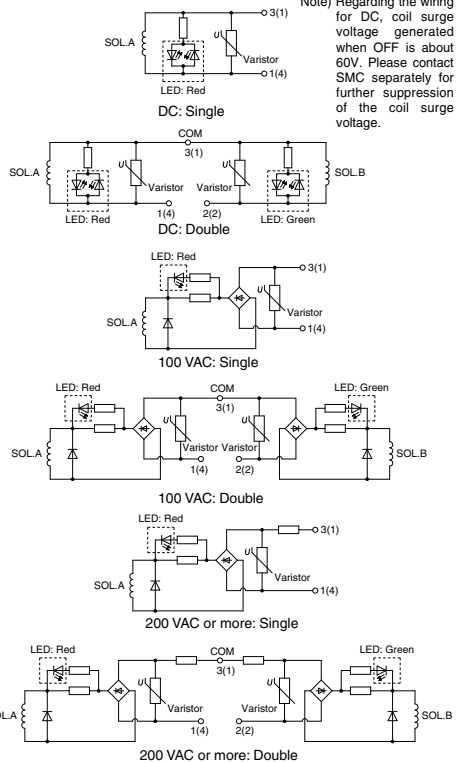 3(1)
SOL.A
Varistor
1(4)
LED: Red
DC: Single
Note) Regarding the wiring
for DC, coil surge
voltage generated
when OFF is about
60V. Please contact
SMC separately for
further suppression
of the coil surge
voltage.
COM
3(1)
SOL.A
U
Varistor
Varistor
U
SOL.B
LED: Red
1(4)
2(2)
LED: Green
DC: Double
LED: Red
3(1)
U
SOL.A
Varistor
1(4)
100 VAC: Single
LED: Red
COM
LED: Green
3(1)
U
U
SOL.A
Varistor
Varistor
SOL.B
1(4)
2(2)
100 VAC: Double
LED: Red
3(1)
U
SOL.A
Varistor
1(4)
200 VAC or more: Single
LED: Red
COM
LED: Green
3(1)
U
U
Varistor
Varistor
SOL.B
1(4)
2(2)
200 VAC or more: Double